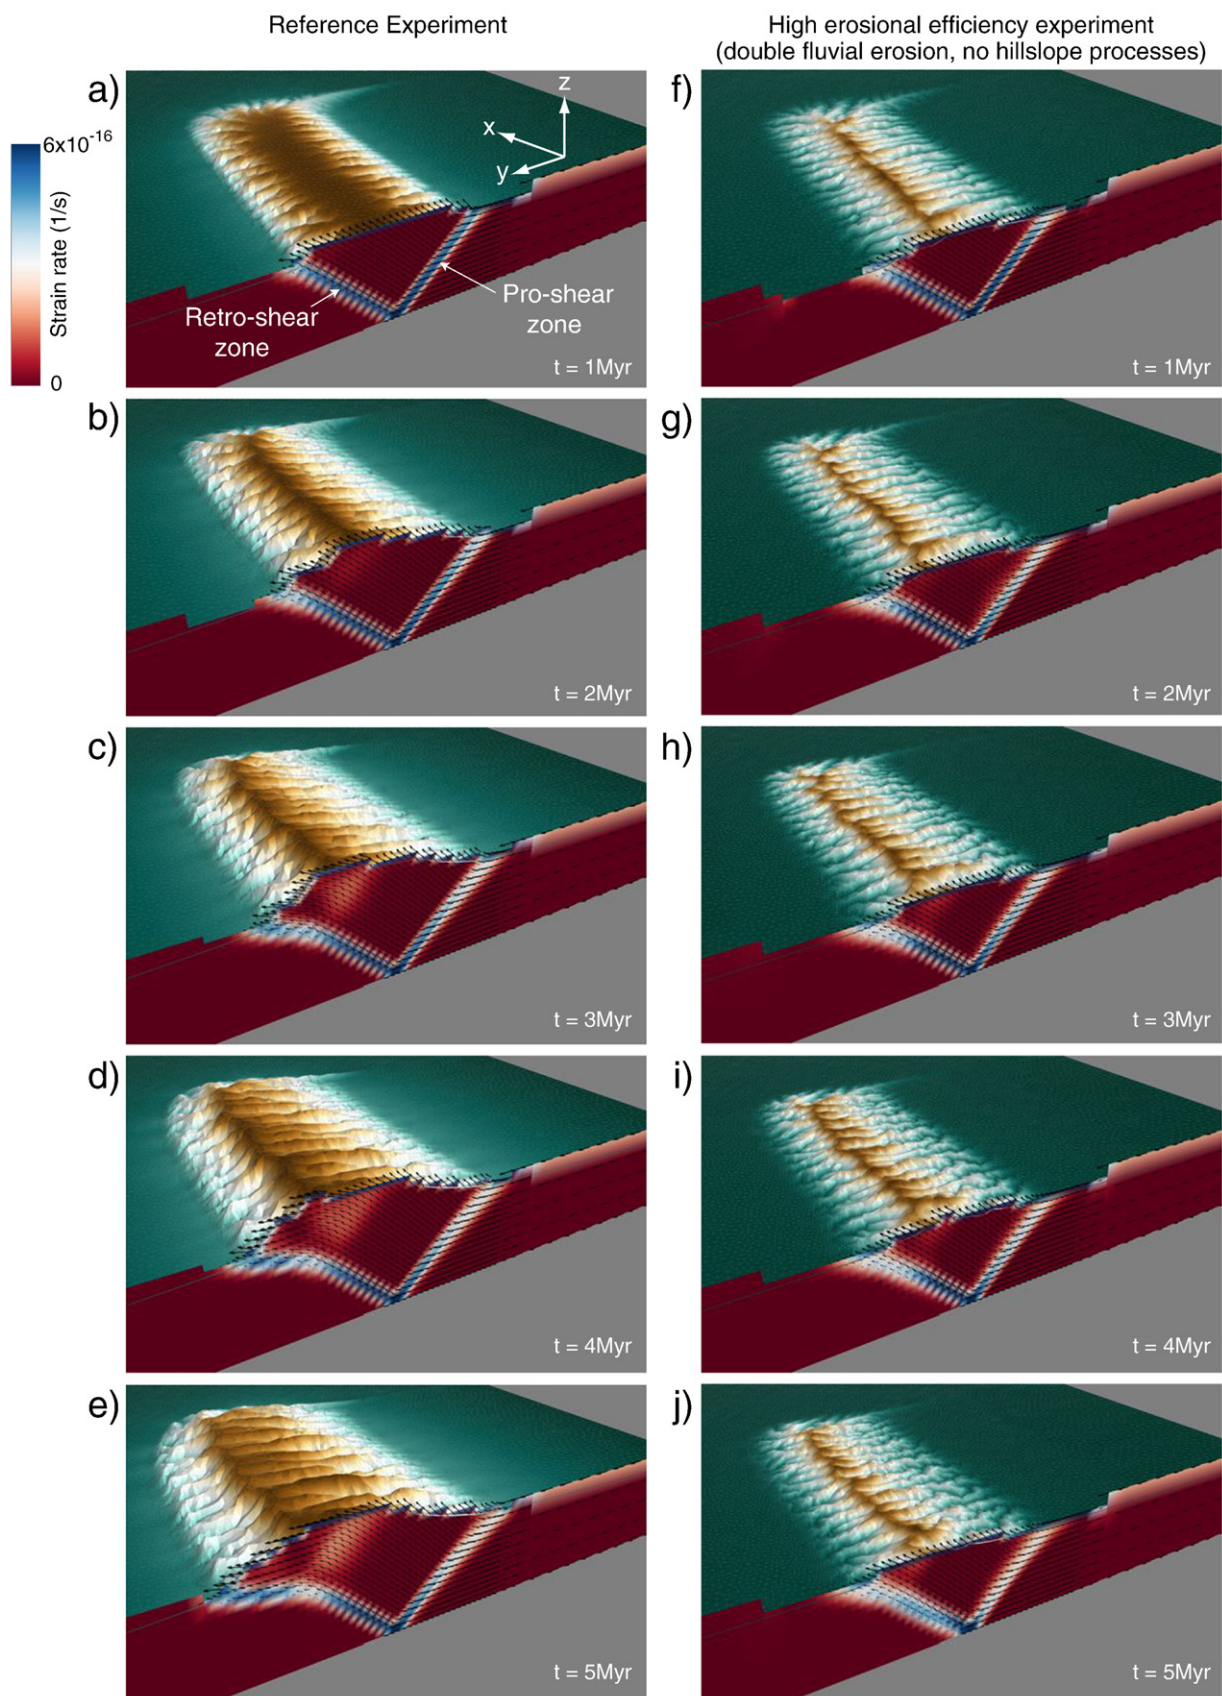 Reference Experiment
High erosional efficiency experiment
(double fluvial erosion, no hillslope processes)
a)
z
x
y
6x10-16
Strain rate (1/s)
0
Retro-shear
zone
Pro-shear
zone
t = 1Myr
f)
t = 1Myr
b)
t = 2Myr
g)
t = 2Myr
c)
t = 3Myr
h)
t = 3Myr
d)
t = 4Myr
i)
t = 4Myr
e)
t = 5Myr
j)
t = 5Myr